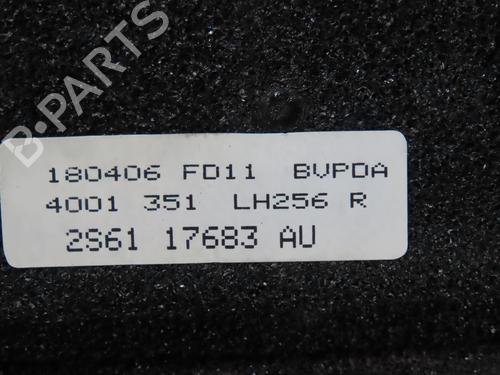 B-PARTS
180406 FD11 BVPDA
4001 351 LH256 R
2S61 17683 AU